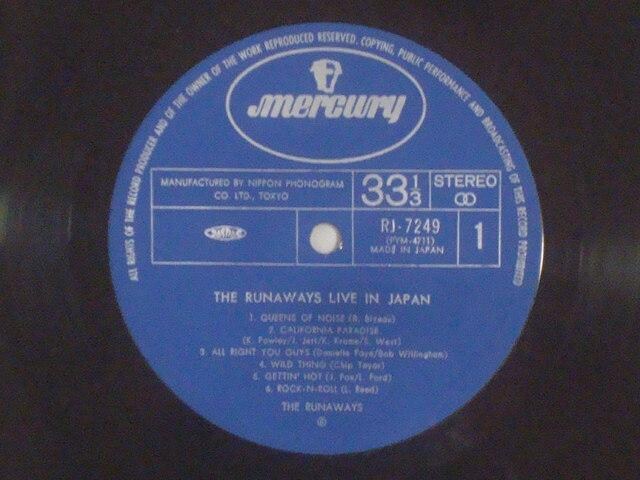 ALL RIGHTS OF THE RECORD PRODUCER AND OF THE OWNER OF THE WORK REPRODUCED RESERVED. COPYING, PUBLIC PERFORMANCE AND BROADCASTING OF THIS RECORD PROHIBITED
mercury
MANUFACTURED BY NIPPON PHONOGRAM
CO. LTD., TOKYO
33 1/3
STEREO
RJ-7249
(PYM-4711)
MADE IN JAPAN
1
THE RUNAWAYS LIVE IN JAPAN
1. QUEENS OF NOISE (B. Bizeau)
2. CALIFORNIA PARADISE
(K. Fowley/J. Jett/K. Krome/S. West)
3. ALL RIGHT YOU GUYS (Danielle Faye/Bob Willingham)
4. WILD THING (Chip Taylor)
5. GETTIN' HOT (J. Fox/L. Ford)
6. ROCK-N-ROLL (L. Reed)
THE RUNAWAYS
Ⓟ